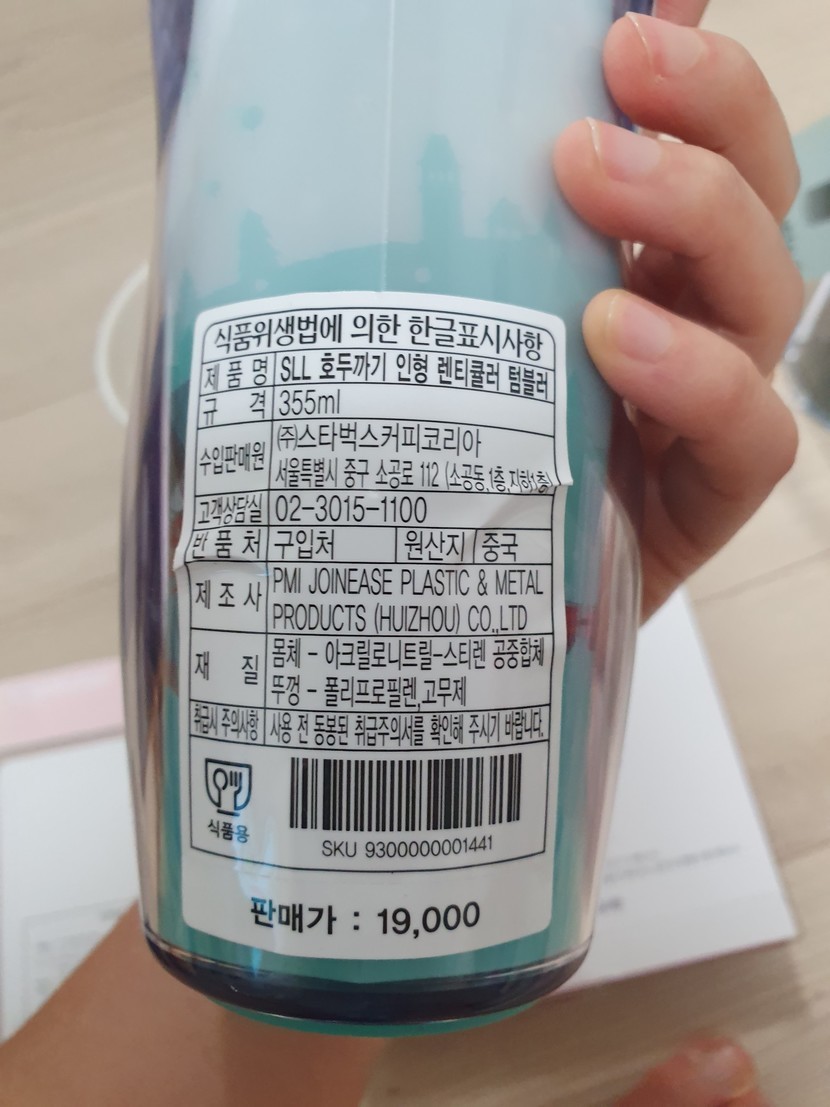 식품위생법에 의한 한글표시사항
제 품 명 SLL 호두까기 인형 렌티큘러 텀블러
규 격 355ml
수입판매원 (주)스타벅스커피코리아
서울특별시 중구 소공로 112 (소공동,1층,지하1층)
고객상담실 02-3015-1100
반 품 처 구입처 원산지 중국
제 조 사 PMI JOINEASE PLASTIC & METAL
PRODUCTS (HUIZHOU) CO.,LTD
재 질 몸체 - 아크릴로니트릴-스티렌 공중합체
뚜껑 - 폴리프로필렌,고무제
취급시 주의사항 사용 전 동봉된 취급주의서를 확인해 주시기 바랍니다.
식품용
SKU 9300000001441
판매가 : 19,000